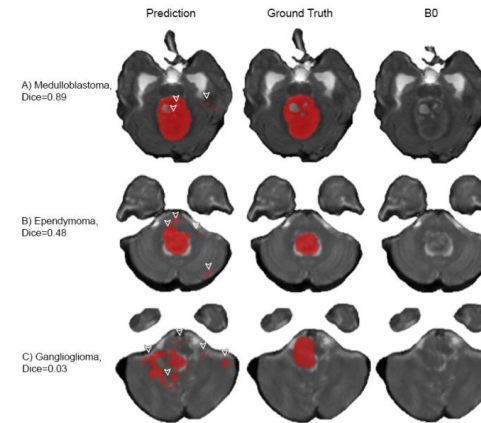 Prediction Ground Truth B0
A) Medulloblastoma,
Dice=0.89
B) Ependymoma,
Dice=0.48
C) Ganglioglioma,
Dice=0.03